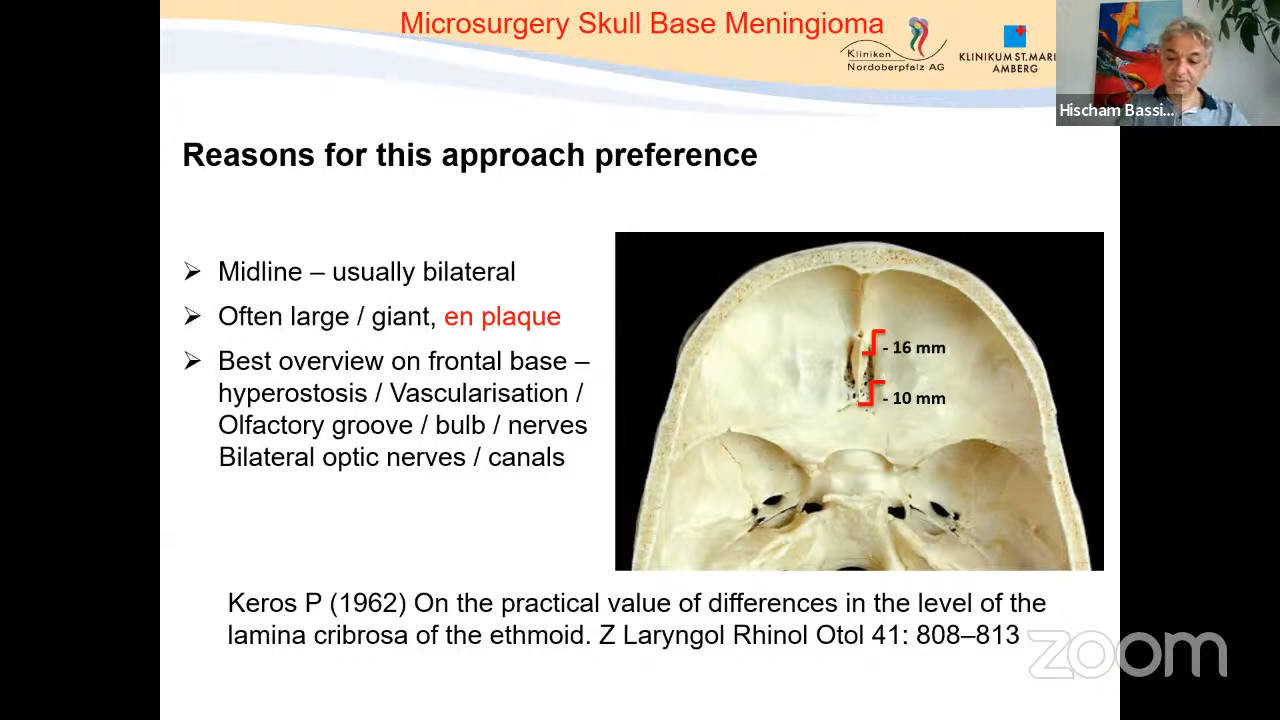 Microsurgery Skull Base Meningioma
Kliniken
Nordoberpfalz AG
KLINIKUM ST.MARI
AMBERG
Hischam Bassi...
Reasons for this approach preference
➢ Midline – usually bilateral
➢ Often large / giant, en plaque
➢ Best overview on frontal base –
hyperostosis / Vascularisation /
Olfactory groove / bulb / nerves
Bilateral optic nerves / canals
- 16 mm
- 10 mm
Keros P (1962) On the practical value of differences in the level of the
lamina cribrosa of the ethmoid. Z Laryngol Rhinol Otol 41: 808–813
zoom